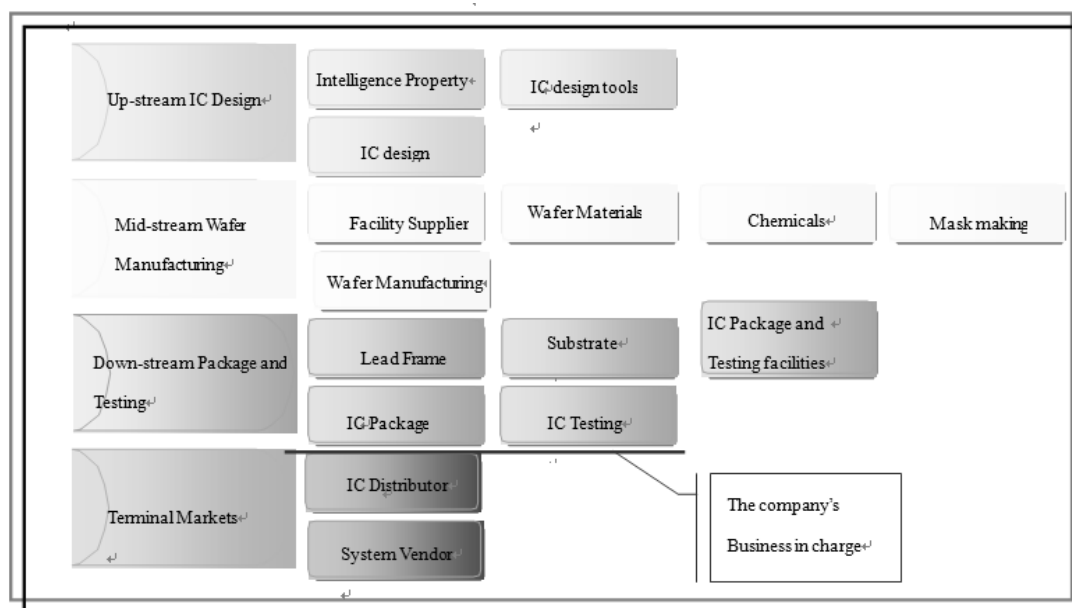 Up-stream IC Design
Intelligence Property
IC design tools
IC design
Mid-stream Wafer
Manufacturing
Facility Supplier
Wafer Materials
Chemicals
Mask making
Wafer Manufacturing
Down-stream Package and
Testing
Lead Frame
Substrate
IC Package and
Testing facilities
IC Package
IC Testing
Terminal Markets
IC Distributor
System Vendor
The company's
Business in charge